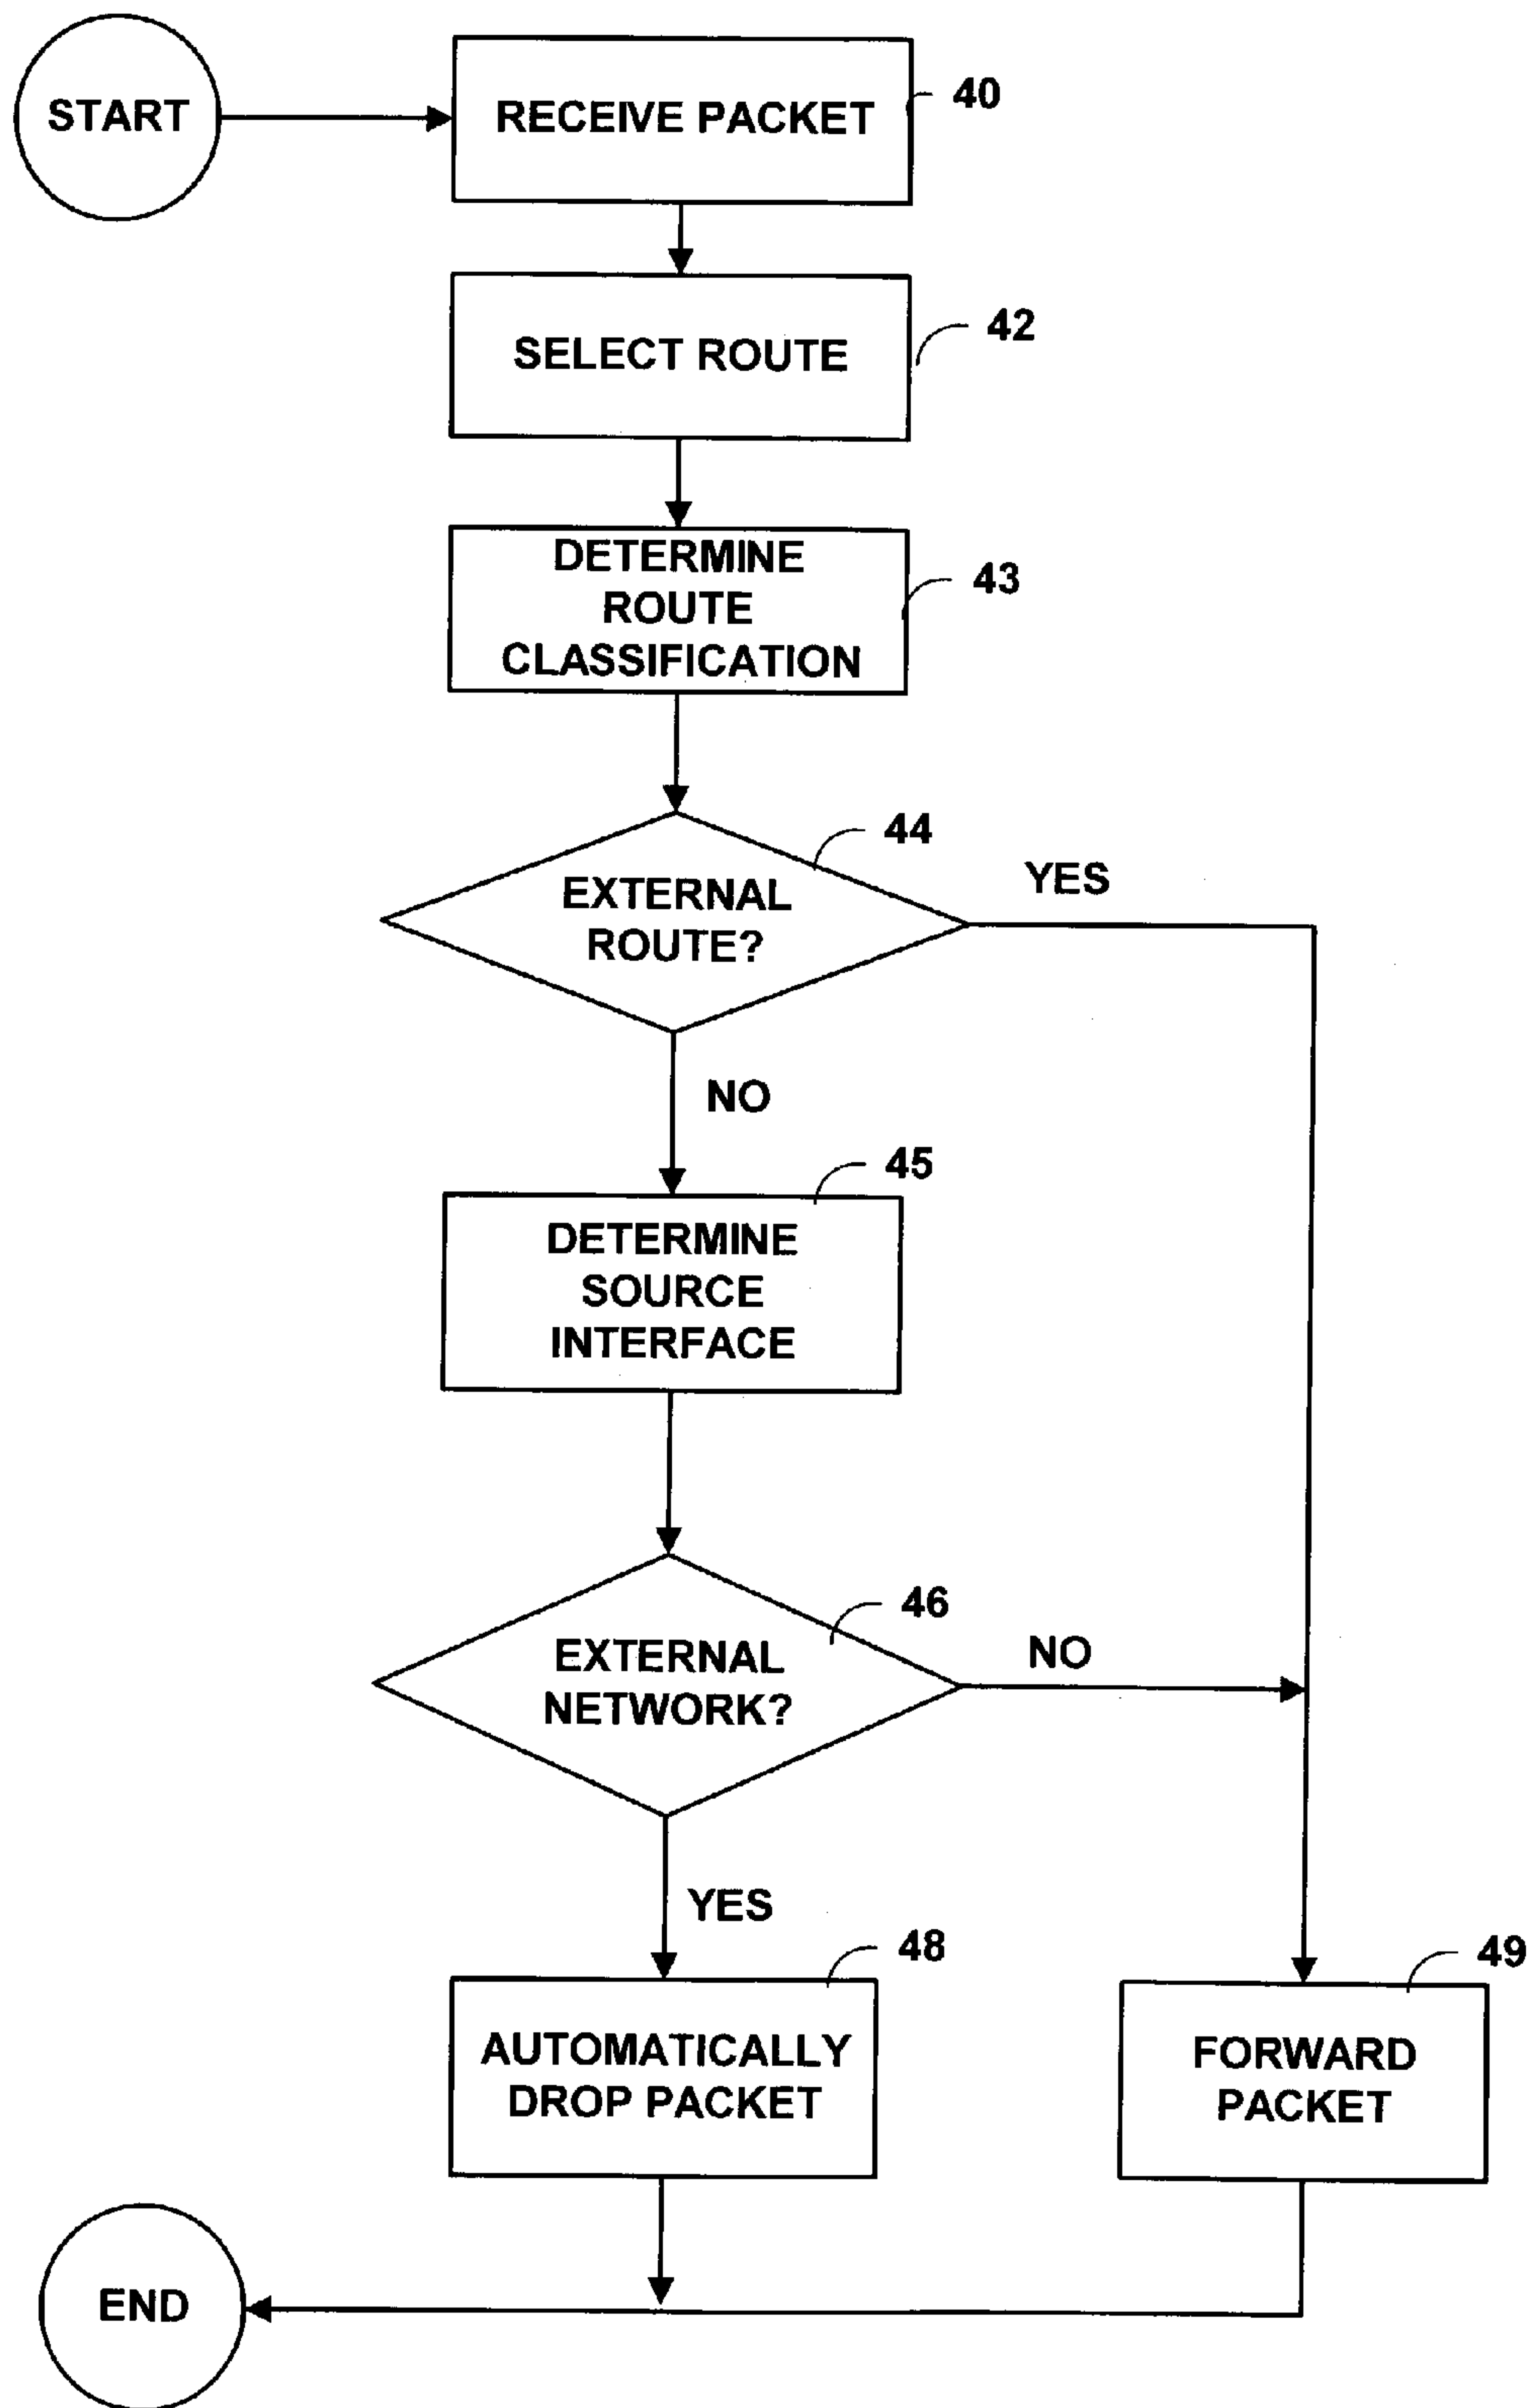 START
RECEIVE PACKET
40
SELECT ROUTE
42
DETERMINE
ROUTE
CLASSIFICATION
43
44
EXTERNAL
ROUTE?
YES
NO
45
DETERMINE
SOURCE
INTERFACE
46
EXTERNAL
NETWORK?
NO
YES
48
AUTOMATICALLY
DROP PACKET
49
FORWARD
PACKET
END